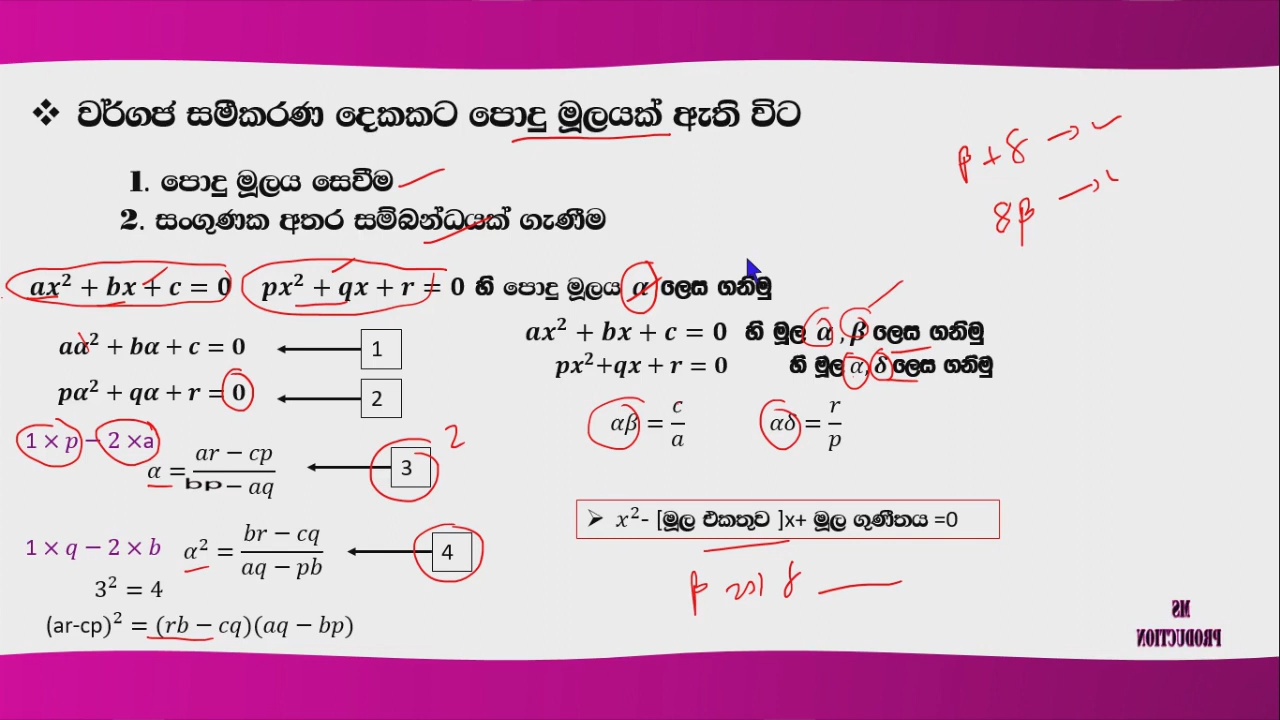 ❖ වර්ගජ සමීකරණ දෙකකට පොදු මූලයක් ඇති විට
1. පොදු මූලය සෙවීම
2. සංගුණක අතර සම්බන්ධයක් ගැණීම
β + δ →
δβ →
ax² + bx + c = 0 px² + qx + r = 0 හි පොදු මූලය α ලෙස ගනිමු
ax² + bx + c = 0 හි මූල α , β ලෙස ගනිමු
px²+qx + r = 0 හි මූල α, δ ලෙස ගනිමු
aα² + bα + c = 0 ← 1
pα² + qα + r = 0 ← 2
αβ = c/a αδ = r/p
1 × p − 2 ×a
α = (ar − cp)/(bp − aq) ← 3 2
➢ x²- [මූල එකතුව ]x+ මූල ගුණිතය =0
1 × q − 2 × b α² = (br − cq)/(aq − pb) ← 4
β හා δ
3² = 4
(ar-cp)² = (rb − cq)(aq − bp)
MS
PRODUCTION